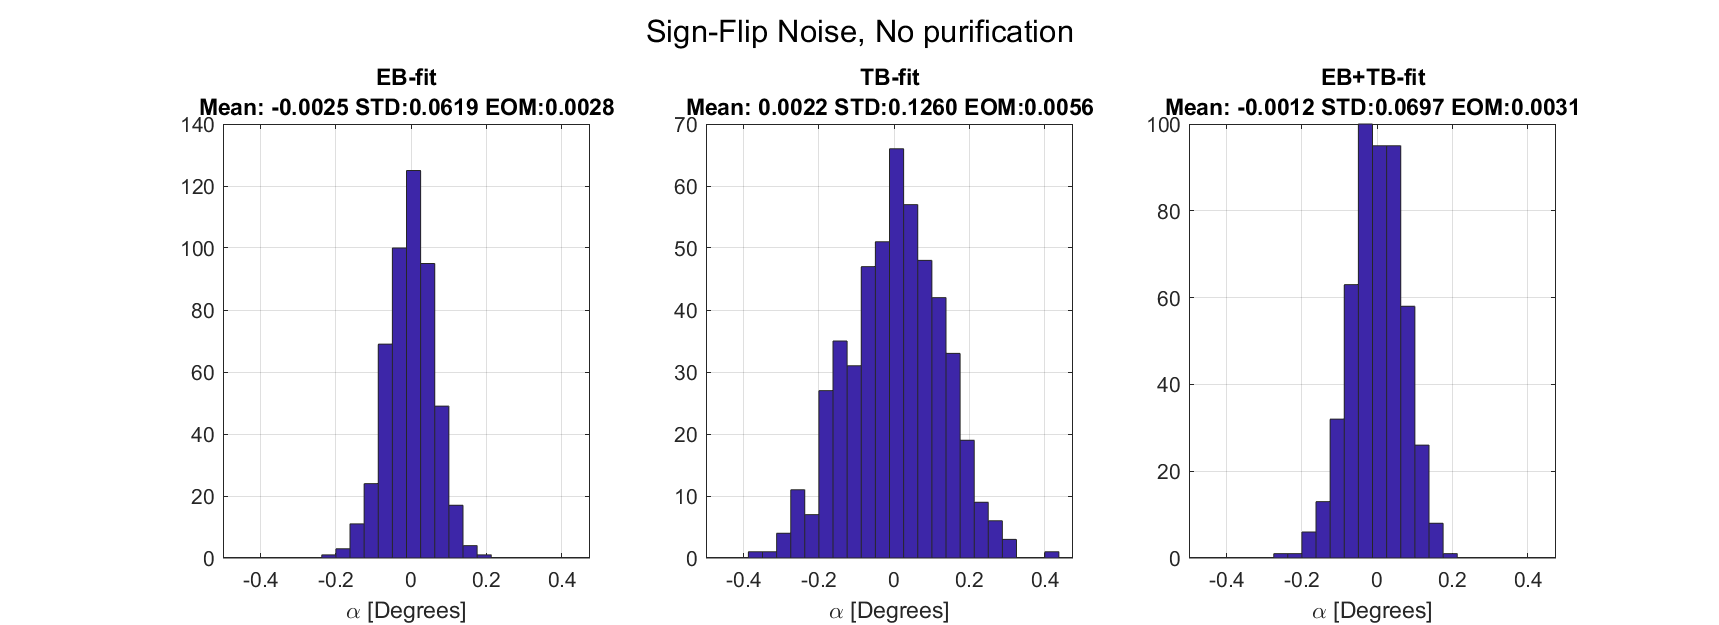 Sign-Flip Noise, No purification
EB-fit
Mean: -0.0025 STD:0.0619 EOM:0.0028
140
120
100
80
60
40
20
0
-0.4 -0.2 0 0.2 0.4
α [Degrees]
TB-fit
Mean: 0.0022 STD:0.1260 EOM:0.0056
70
60
50
40
30
20
10
0
-0.4 -0.2 0 0.2 0.4
α [Degrees]
EB+TB-fit
Mean: -0.0012 STD:0.0697 EOM:0.0031
100
80
60
40
20
0
-0.4 -0.2 0 0.2 0.4
α [Degrees]